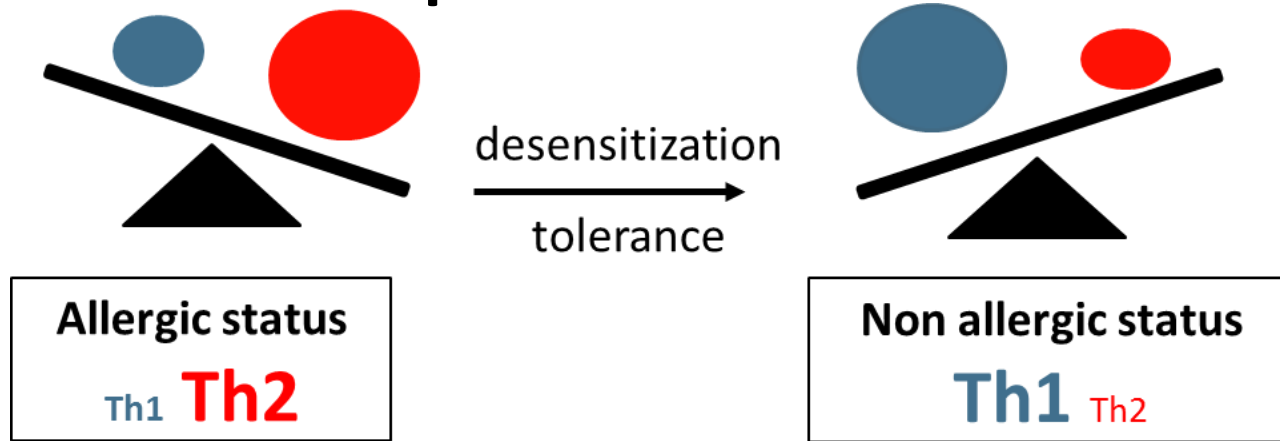 desensitization
tolerance
Allergic status
Th1 Th2
Non allergic status
Th1 Th2